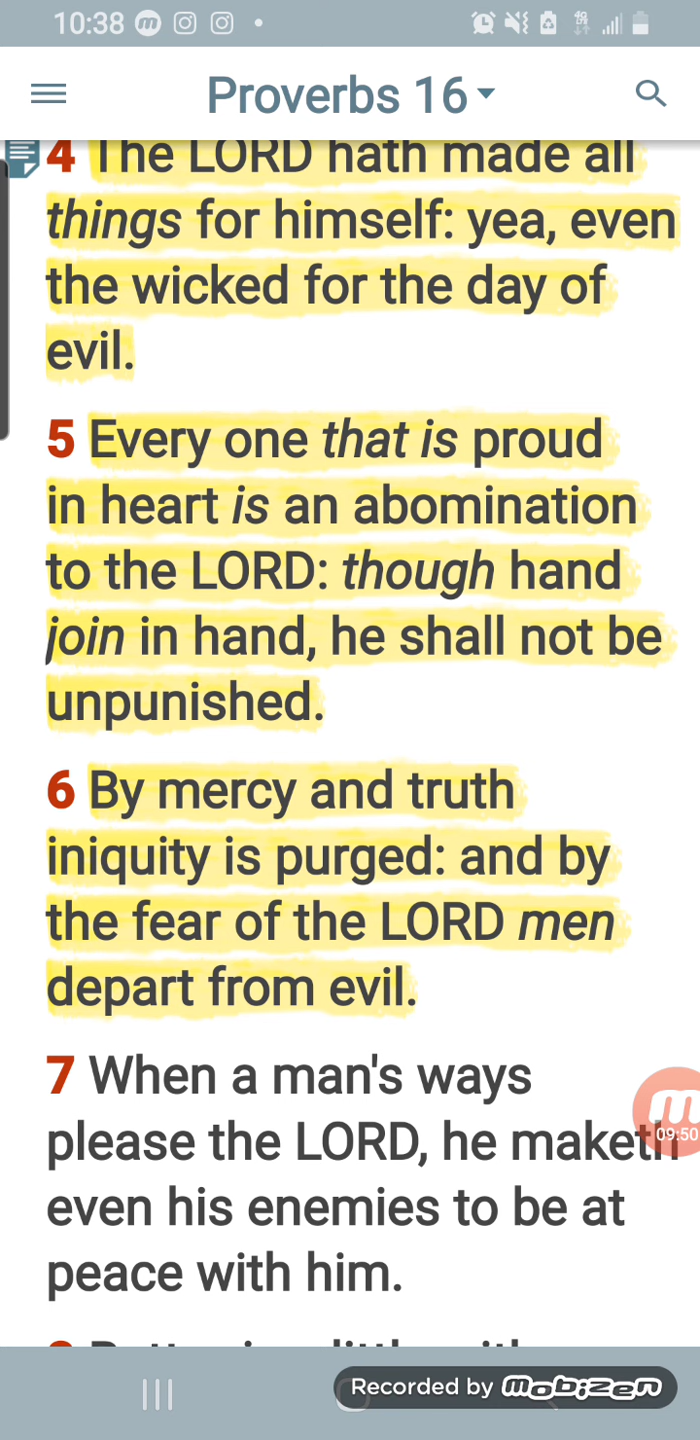 10:38
Proverbs 16
4 The LORD hath made all
things for himself: yea, even
the wicked for the day of
evil.
5 Every one that is proud
in heart is an abomination
to the LORD: though hand
join in hand, he shall not be
unpunished.
6 By mercy and truth
iniquity is purged: and by
the fear of the LORD men
depart from evil.
7 When a man's ways
please the LORD, he maketh
09:50
even his enemies to be at
peace with him.
Recorded by Mobizen